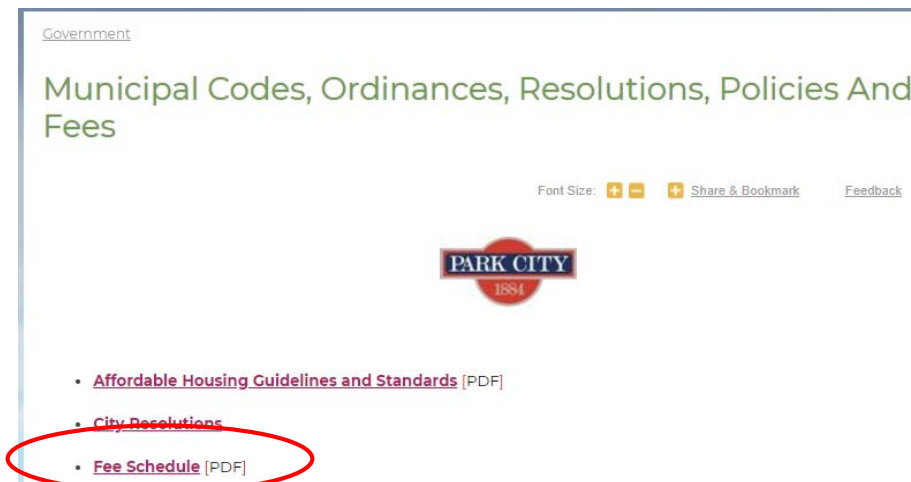 Government
Municipal Codes, Ordinances, Resolutions, Policies And
Fees
Font Size: + - + Share & Bookmark Feedback
PARK CITY
1884
• Affordable Housing Guidelines and Standards [PDF]
• City Resolutions
• Fee Schedule [PDF]